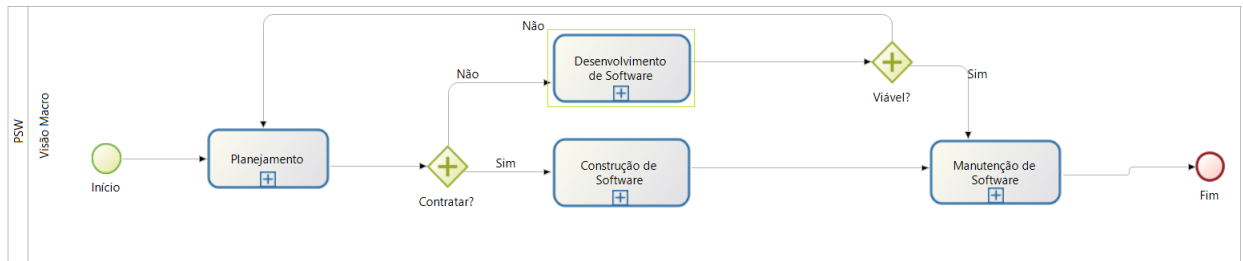 PSW
Visão Macro
Início
Planejamento
Contratar?
Não
Sim
Desenvolvimento
de Software
Construção de
Software
Não
Viável?
Sim
Manutenção de
Software
Fim